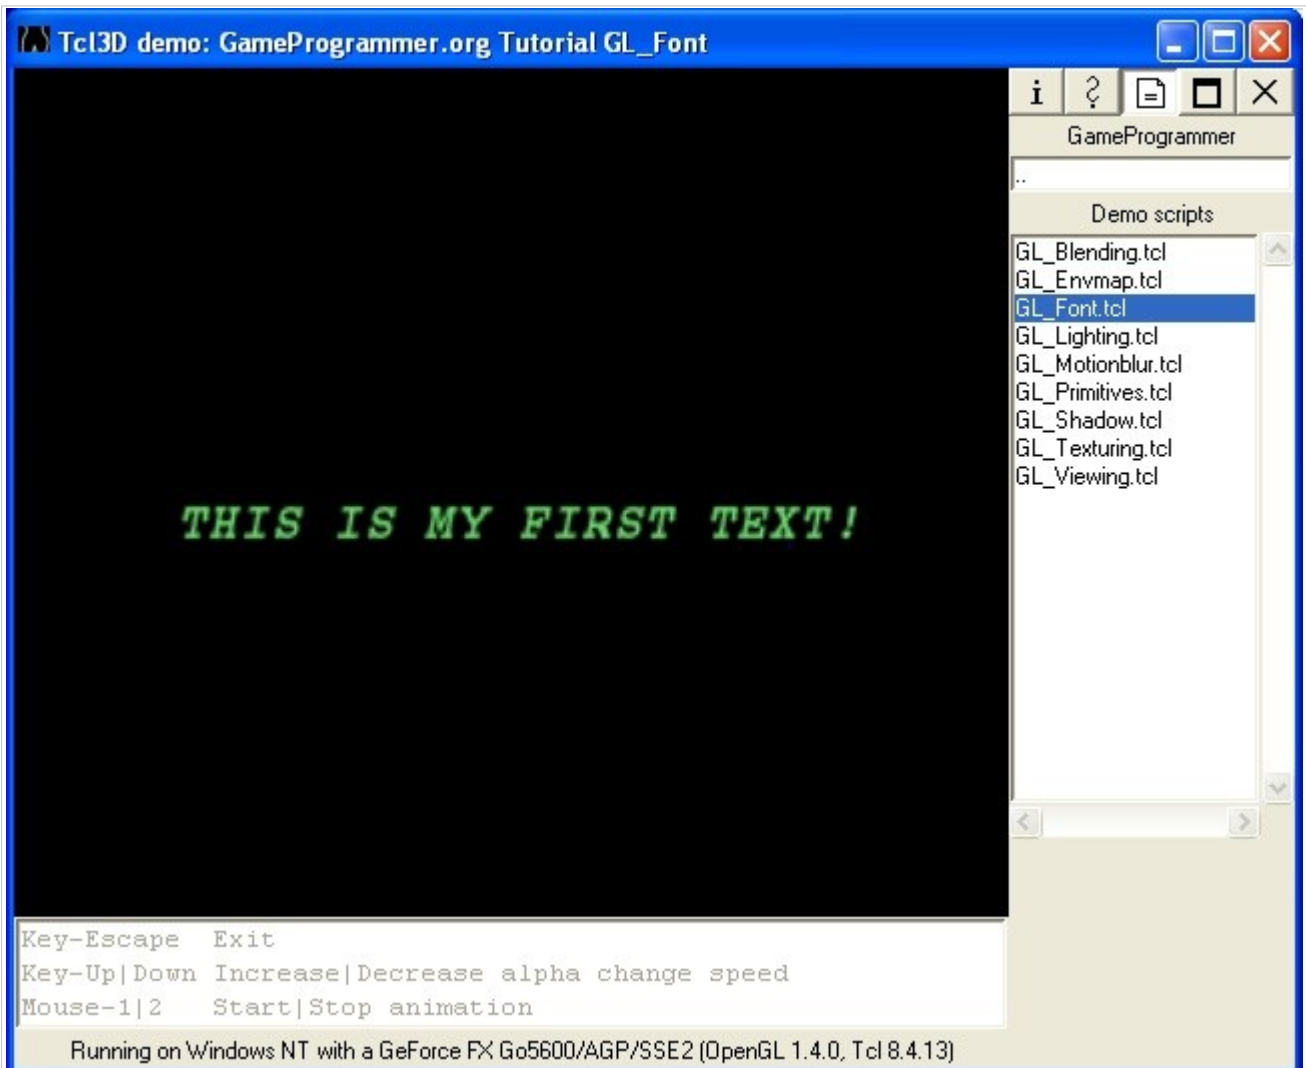 Tcl3D demo: GameProgrammer.org Tutorial GL_Font
i ?
GameProgrammer
..
Demo scripts
GL_Blending.tcl
GL_Envmap.tcl
GL_Font.tcl
GL_Lighting.tcl
GL_Motionblur.tcl
GL_Primitives.tcl
GL_Shadow.tcl
GL_Texturing.tcl
GL_Viewing.tcl
THIS IS MY FIRST TEXT!
Key-Escape Exit
Key-Up|Down Increase|Decrease alpha change speed
Mouse-1|2 Start|Stop animation
Running on Windows NT with a GeForce FX Go5600/AGP/SSE2 (OpenGL 1.4.0, Tcl 8.4.13)